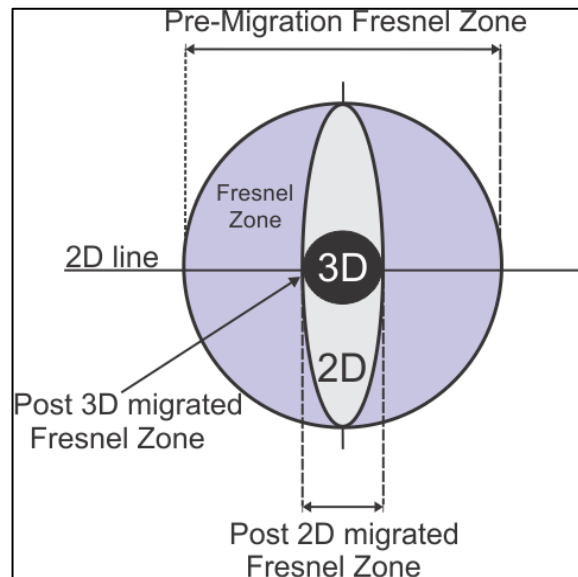 Pre-Migration Fresnel Zone
Fresnel
Zone
2D line
3D
2D
Post 3D migrated
Fresnel Zone
Post 2D migrated
Fresnel Zone